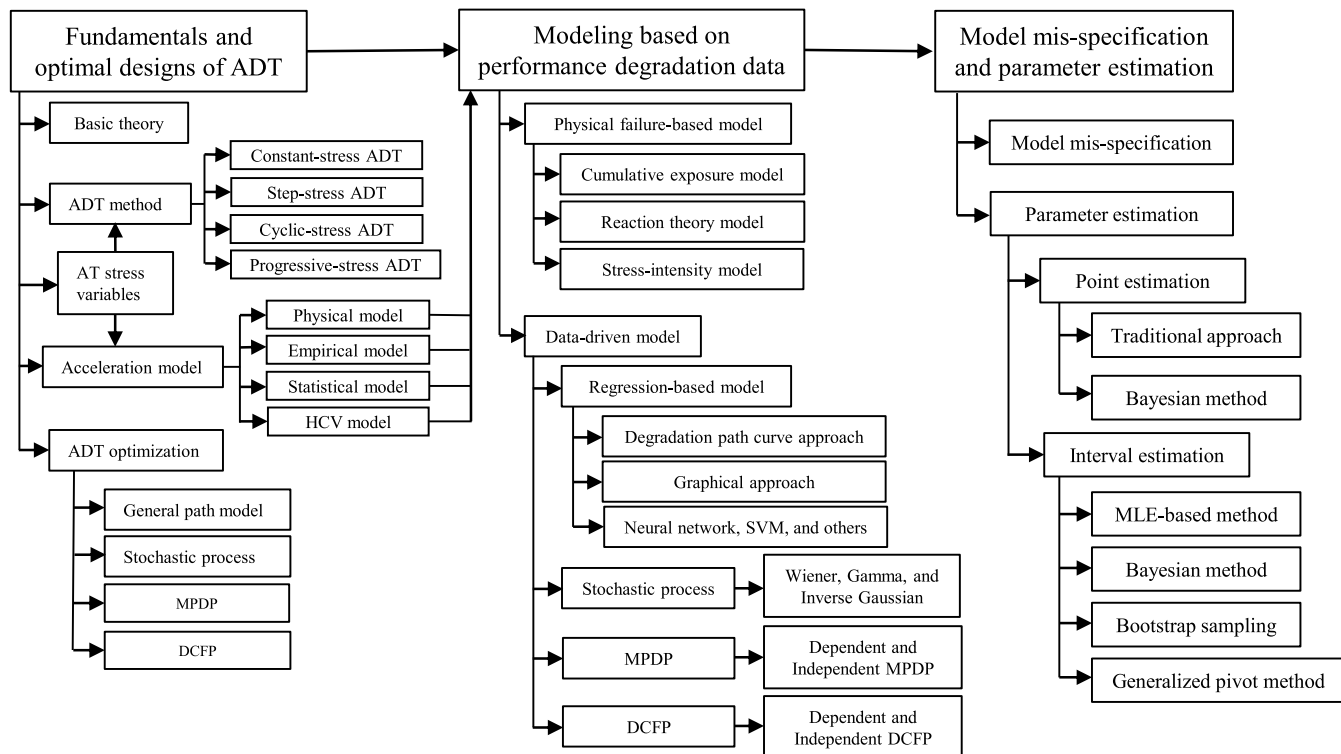 Fundamentals and
optimal designs of ADT
Basic theory
ADT method
Constant-stress ADT
Step-stress ADT
Cyclic-stress ADT
Progressive-stress ADT
AT stress
variables
Acceleration model
Physical model
Empirical model
Statistical model
HCV model
ADT optimization
General path model
Stochastic process
MPDP
DCFP
Modeling based on
performance degradation data
Physical failure-based model
Cumulative exposure model
Reaction theory model
Stress-intensity model
Data-driven model
Regression-based model
Degradation path curve approach
Graphical approach
Neural network, SVM, and others
Stochastic process
Wiener, Gamma, and
Inverse Gaussian
MPDP
Dependent and
Independent MPDP
DCFP
Dependent and
Independent DCFP
Model mis-specification
and parameter estimation
Model mis-specification
Parameter estimation
Point estimation
Traditional approach
Bayesian method
Interval estimation
MLE-based method
Bayesian method
Bootstrap sampling
Generalized pivot method